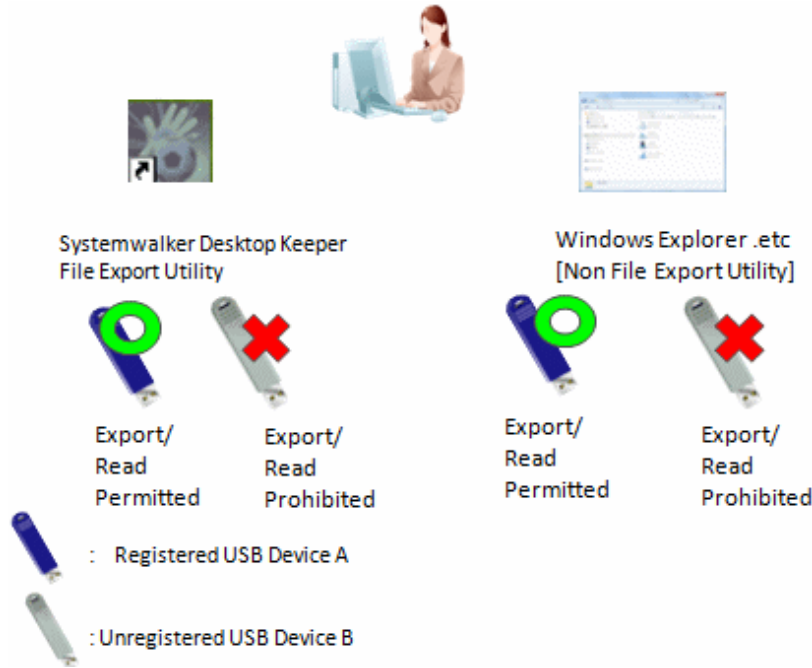 Systemwalker Desktop Keeper
File Export Utility
Windows Explorer .etc
[Non File Export Utility]
Export/
Read
Permitted
Export/
Read
Prohibited
Export/
Read
Permitted
Export/
Read
Prohibited
: Registered USB Device A
: Unregistered USB Device B